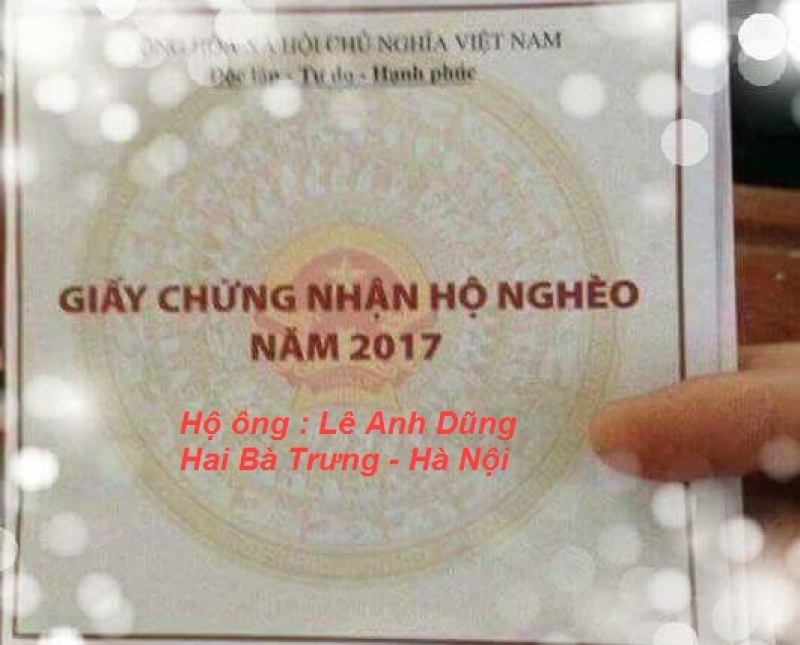 CỘNG HÒA XÃ HỘI CHỦ NGHĨA VIỆT NAM
Độc lập - Tự do - Hạnh phúc
GIẤY CHỨNG NHẬN HỘ NGHÈO
NĂM 2017
Hộ ông : Lê Anh Dũng
Hai Bà Trưng - Hà Nội